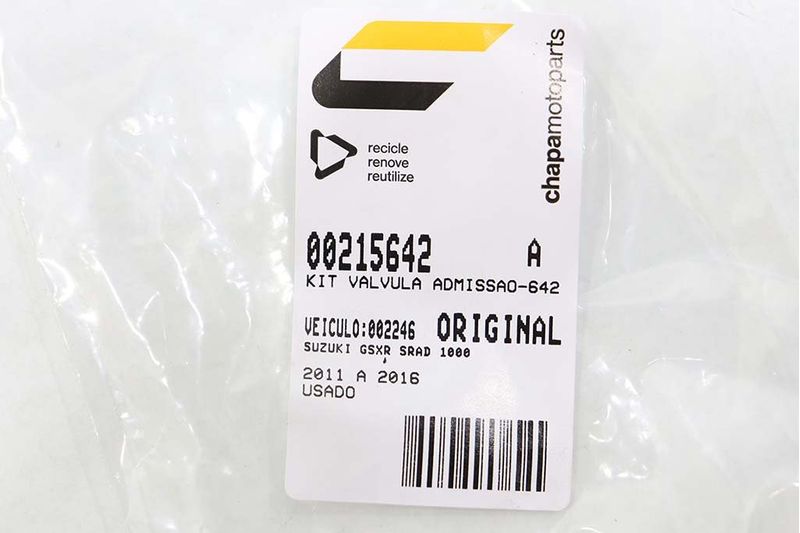 chapamotoparts
recicle
renove
reutilize
00215642 A
KIT VALVULA ADMISSAO-642
VEICULO:002246 ORIGINAL
SUZUKI GSXR SRAD 1000
2011 A 2016
USADO